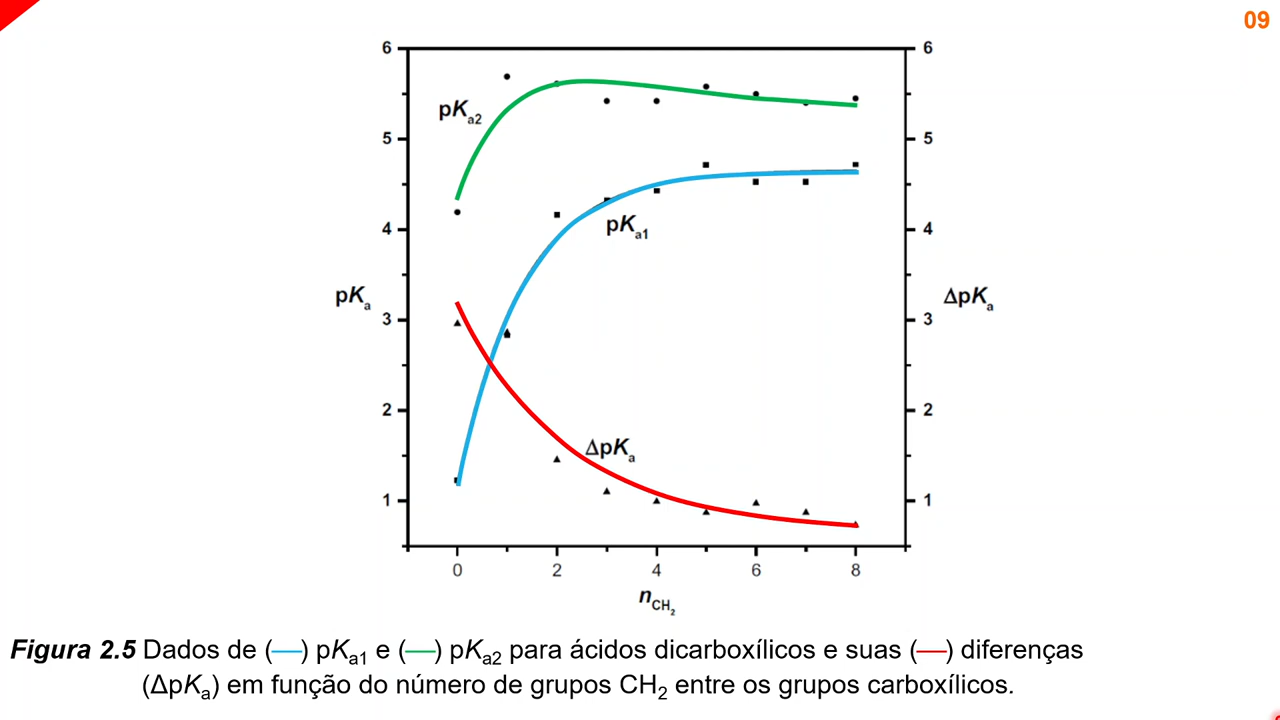 09
6
5
4
3
2
1
6
5
4
3
2
1
pKa2
pKa1
pKa
ΔpKa
ΔpKa
0 2 4 6 8
nCH2
Figura 2.5 Dados de (—) pKa1 e (—) pKa2 para ácidos dicarboxílicos e suas (—) diferenças
(ΔpKa) em função do número de grupos CH2 entre os grupos carboxílicos.